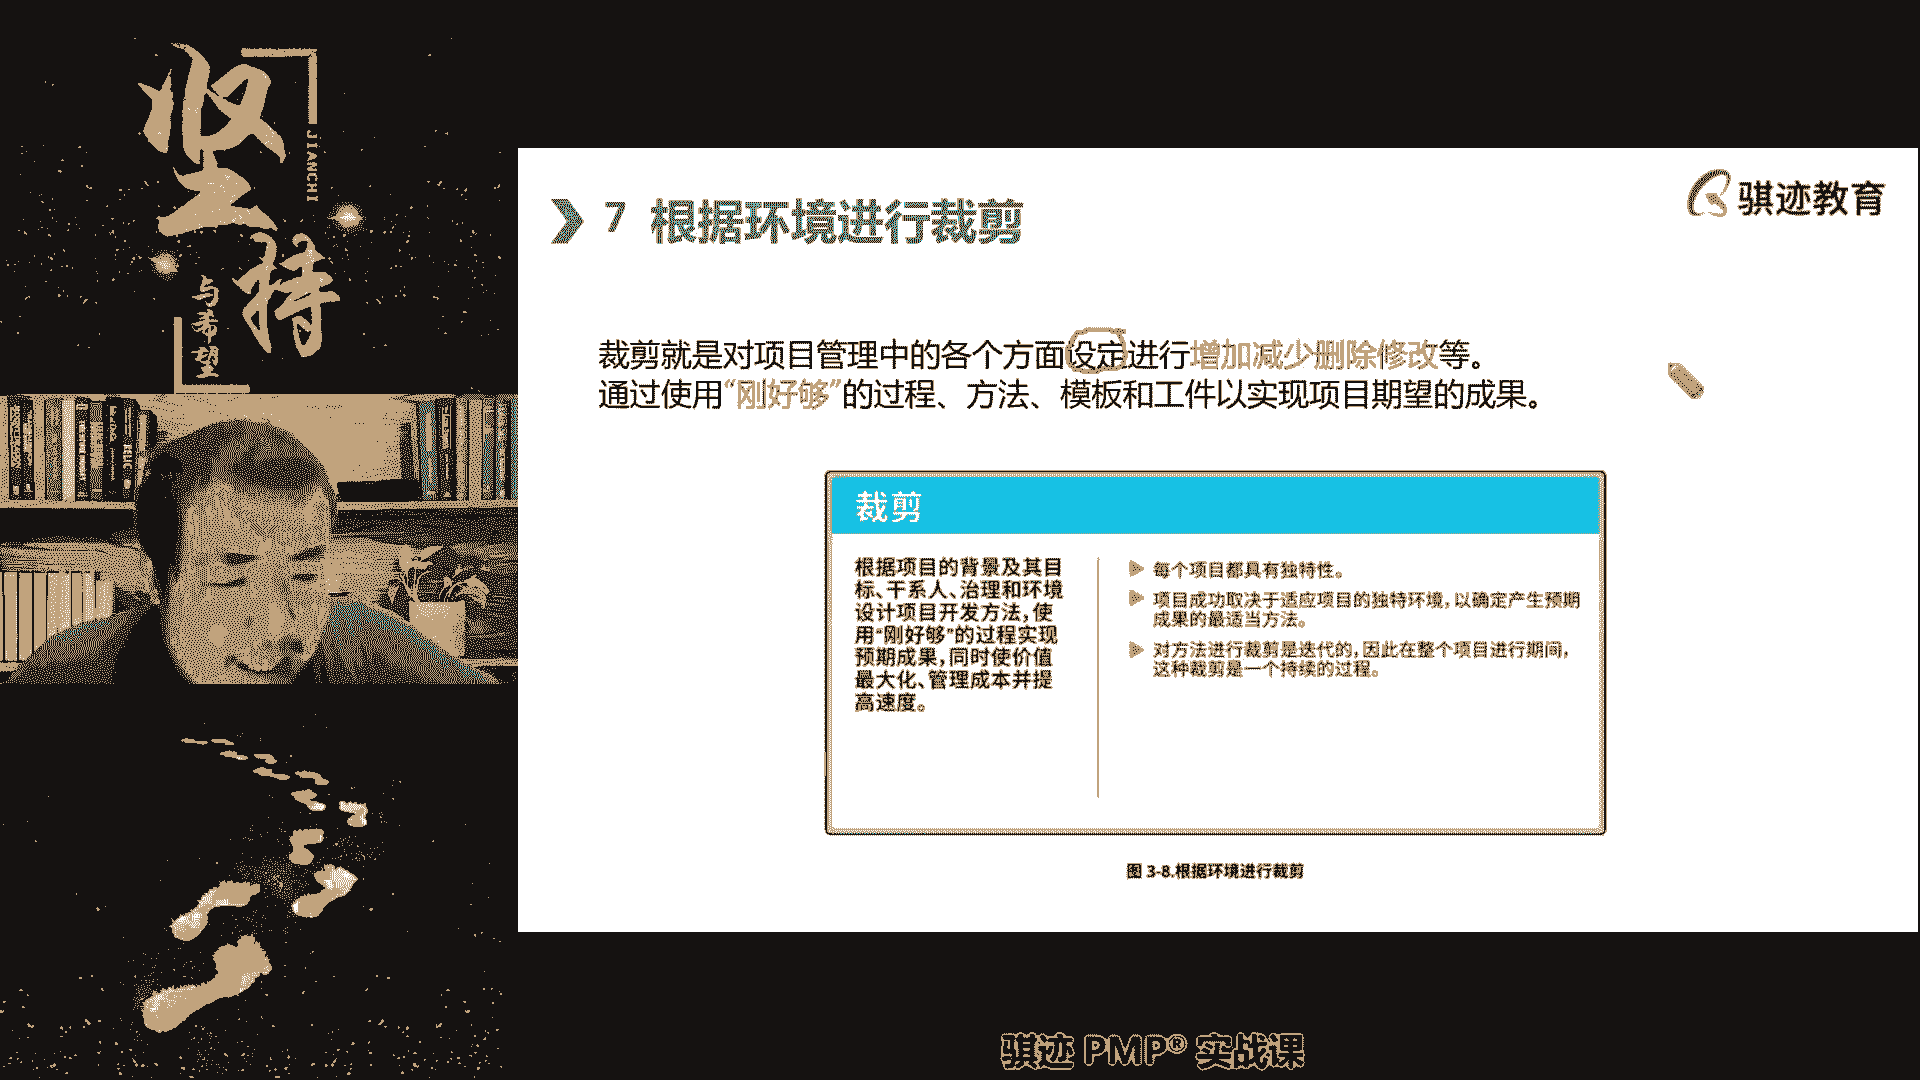 坚持
JIANCHI
与希望
7 根据环境进行裁剪
骐迹教育
裁剪就是对项目管理中的各个方面设定进行增加减少删除修改等。
通过使用“刚好够”的过程、方法、模板和工件以实现项目期望的成果。
裁剪
根据项目的背景及其目
标、干系人、治理和环境
设计项目开发方法，使
用“刚好够”的过程实现
预期成果，同时使价值
最大化、管理成本并提
高速度。
每个项目都具有独特性。
项目成功取决于适应项目的独特环境，以确定产生预期
成果的最适当方法。
对方法进行裁剪是迭代的，因此在整个项目进行期间，
这种裁剪是一个持续的过程。
图 3-8.根据环境进行裁剪
骐迹 PMP® 实战课